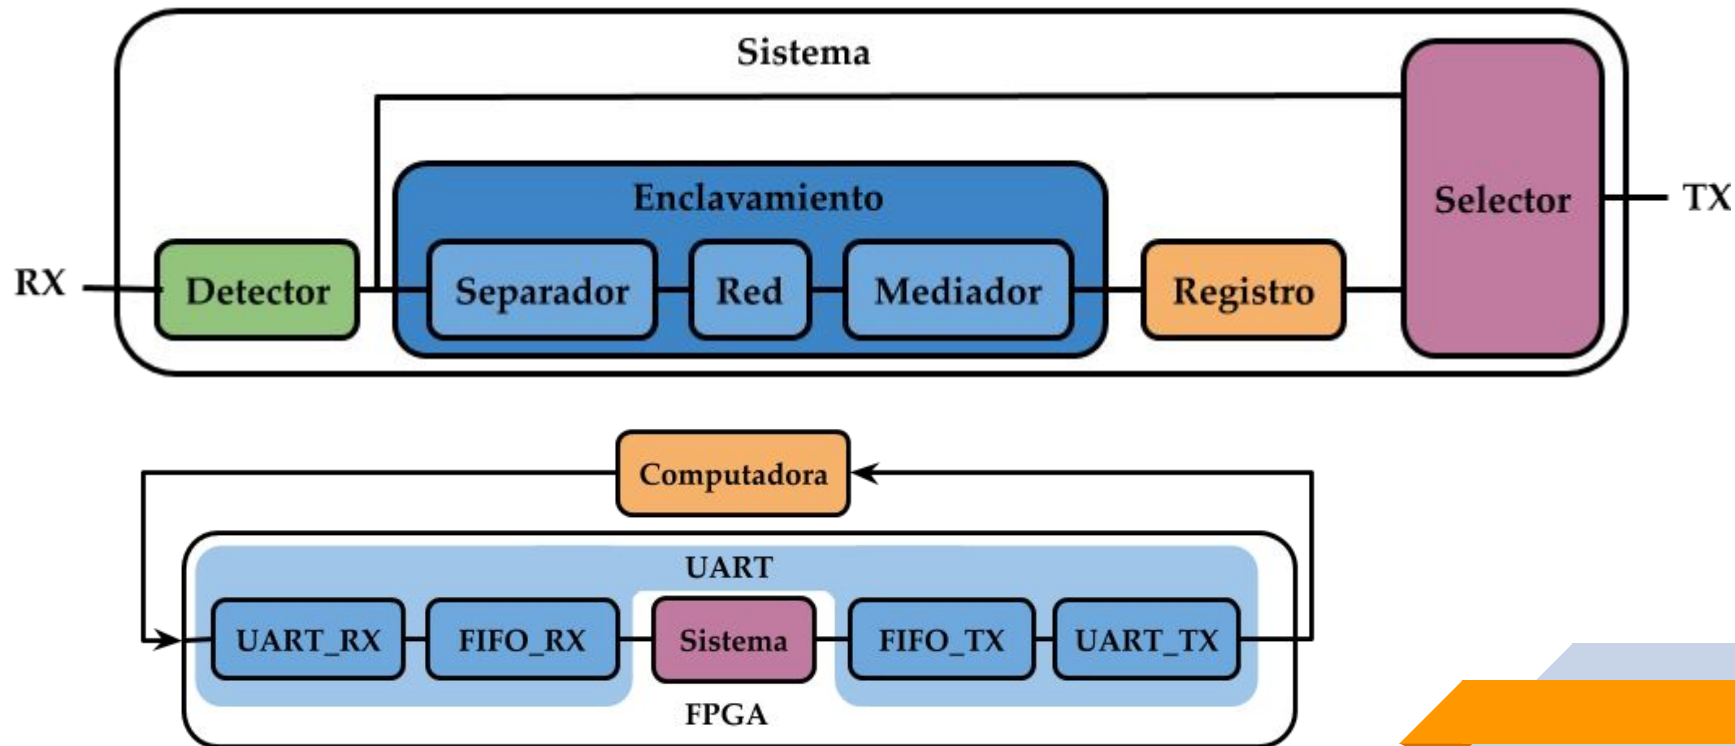 Sistema
Enclavamiento
Selector
TX
RX
Detector
Separador
Red
Mediador
Registro
Computadora
UART
UART_RX
FIFO_RX
Sistema
FIFO_TX
UART_TX
FPGA